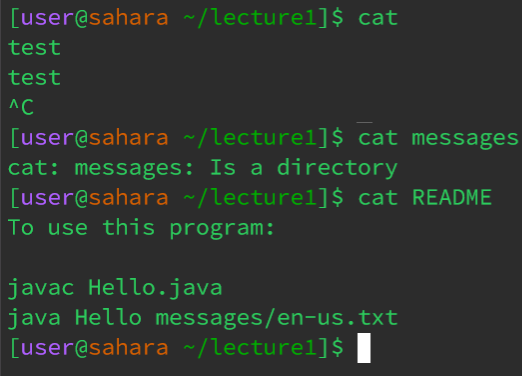 [user@sahara ~/lecture1]$ cat
test
test
^C
[user@sahara ~/lecture1]$ cat messages
cat: messages: Is a directory
[user@sahara ~/lecture1]$ cat README
To use this program:

javac Hello.java
java Hello messages/en-us.txt
[user@sahara ~/lecture1]$